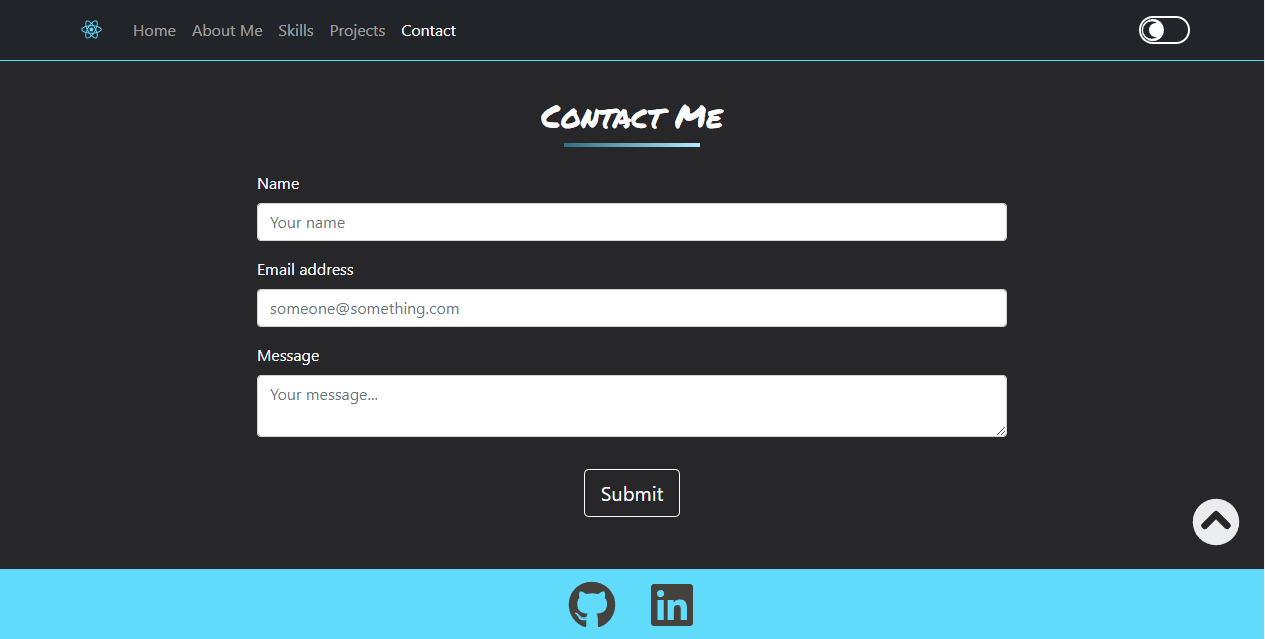 Home About Me Skills Projects Contact
Contact Me
Name
Your name
Email address
someone@something.com
Message
Your message...
Submit
in